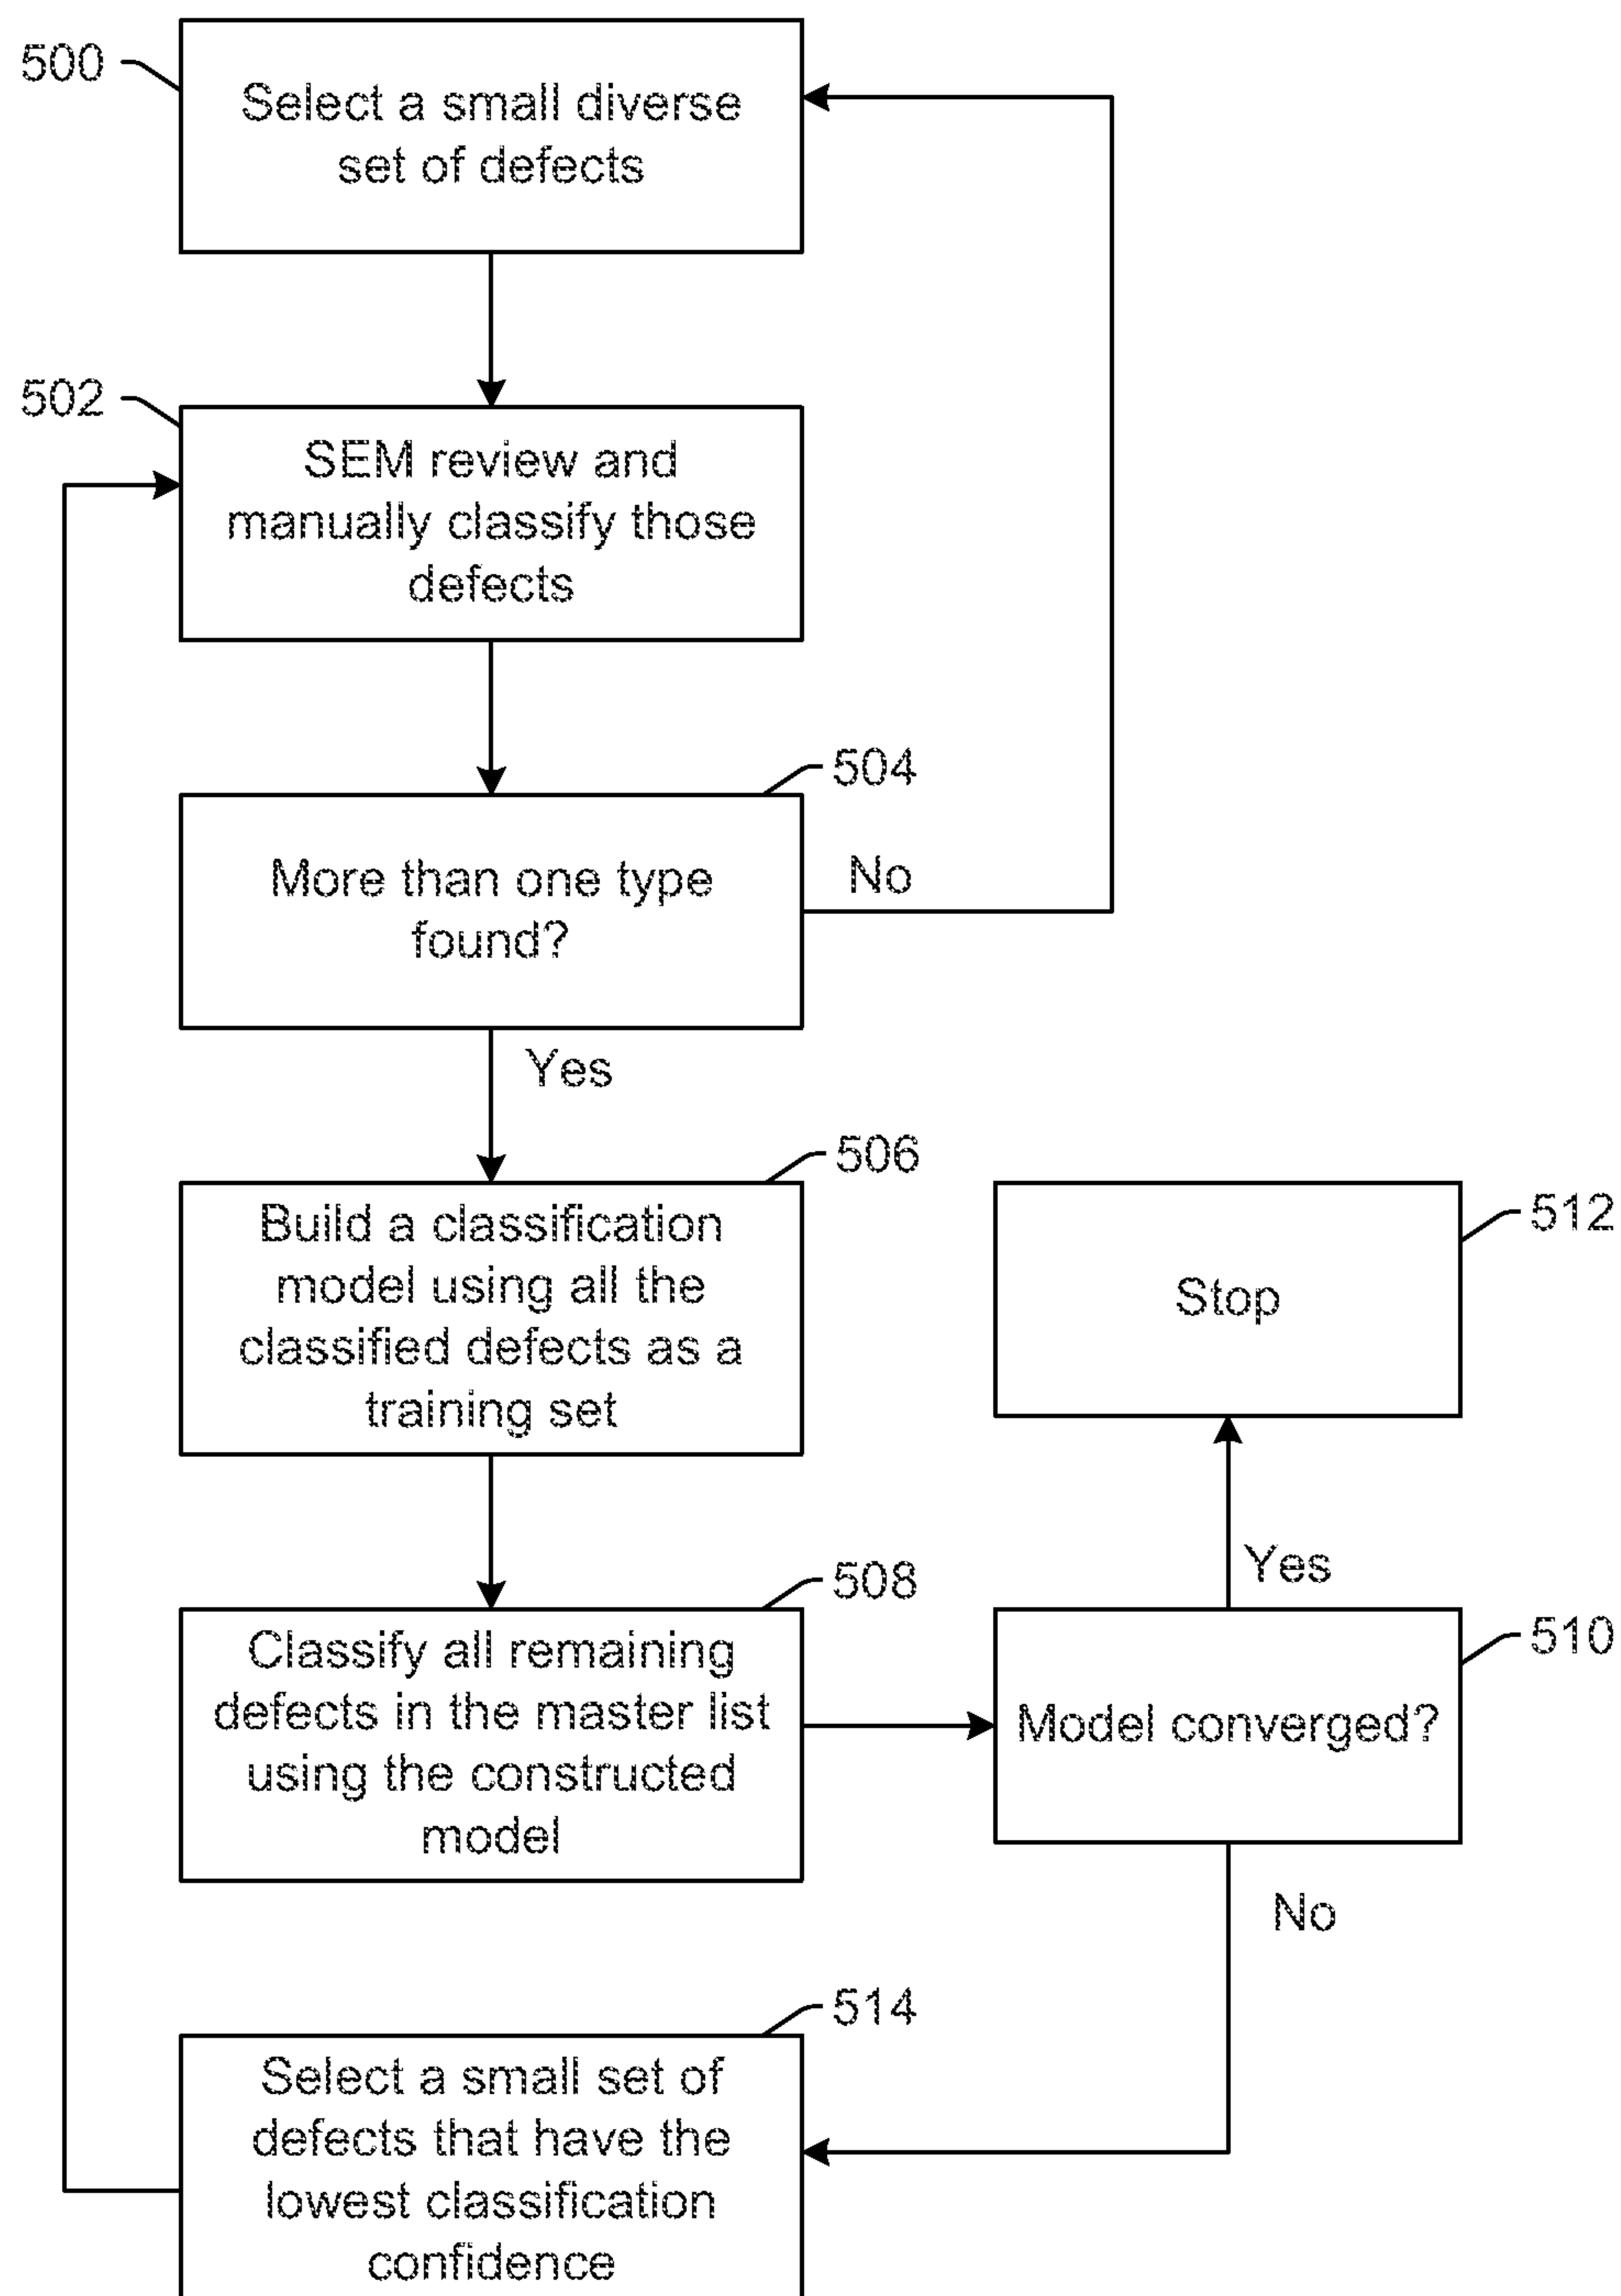 500
Select a small diverse
set of defects
502
SEM review and
manually classify those
defects
504
More than one type
found?
No
Yes
506
Build a classification
model using all the
classified defects as a
training set
512
Stop
508
Classify all remaining
defects in the master list
using the constructed
model
Yes
510
Model converged?
No
514
Select a small set of
defects that have the
lowest classification
confidence